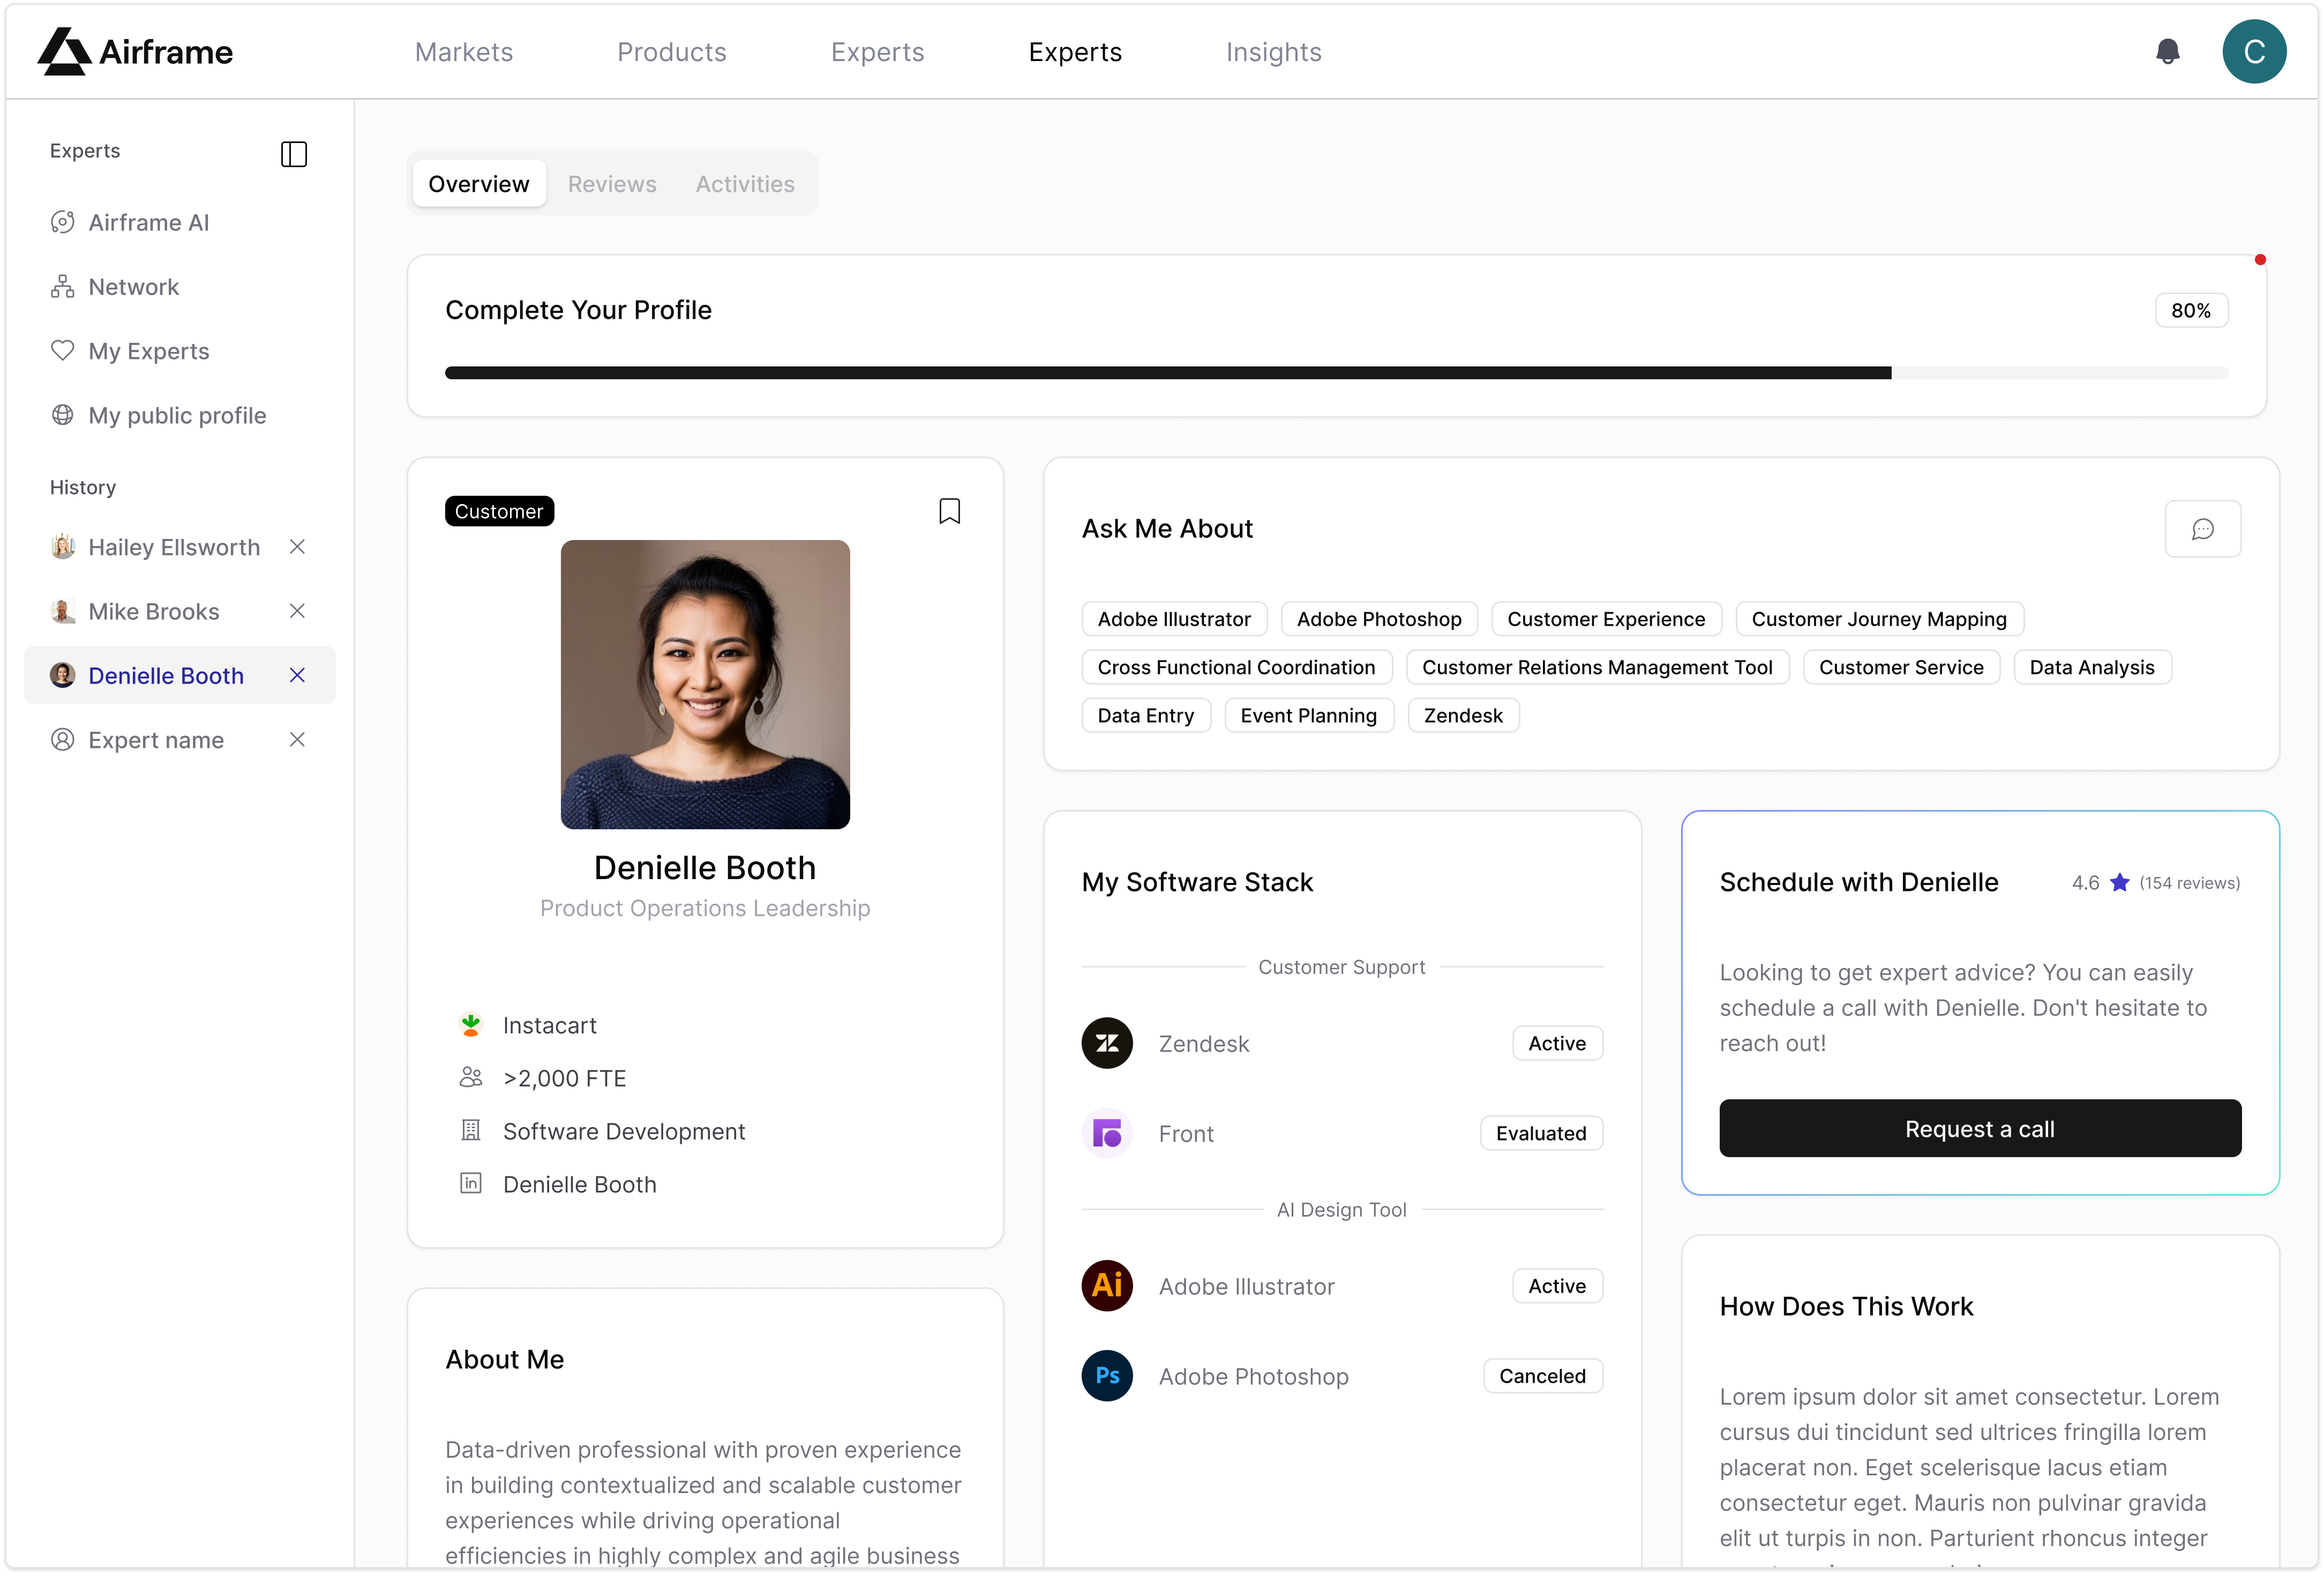 Airframe
Markets
Products
Experts
Experts
Insights
C
Experts
Airframe AI
Network
My Experts
My public profile
History
Hailey Ellsworth
Mike Brooks
Denielle Booth
Expert name
Overview
Reviews
Activities
Complete Your Profile
80%
Customer
Denielle Booth
Product Operations Leadership
Instacart
>2,000 FTE
Software Development
in
Denielle Booth
About Me
Data-driven professional with proven experience
in building contextualized and scalable customer
experiences while driving operational
efficiencies in highly complex and agile business
Ask Me About
Adobe Illustrator
Adobe Photoshop
Customer Experience
Customer Journey Mapping
Cross Functional Coordination
Customer Relations Management Tool
Customer Service
Data Analysis
Data Entry
Event Planning
Zendesk
My Software Stack
Customer Support
Zendesk
Active
Front
Evaluated
AI Design Tool
Ai
Adobe Illustrator
Active
Ps
Adobe Photoshop
Canceled
Schedule with Denielle
4.6
(154 reviews)
Looking to get expert advice? You can easily
schedule a call with Denielle. Don't hesitate to
reach out!
Request a call
How Does This Work
Lorem ipsum dolor sit amet consectetur. Lorem
cursus dui tincidunt sed ultrices fringilla lorem
placerat non. Eget scelerisque lacus etiam
consectetur eget. Mauris non pulvinar gravida
elit ut turpis in non. Parturient rhoncus integer